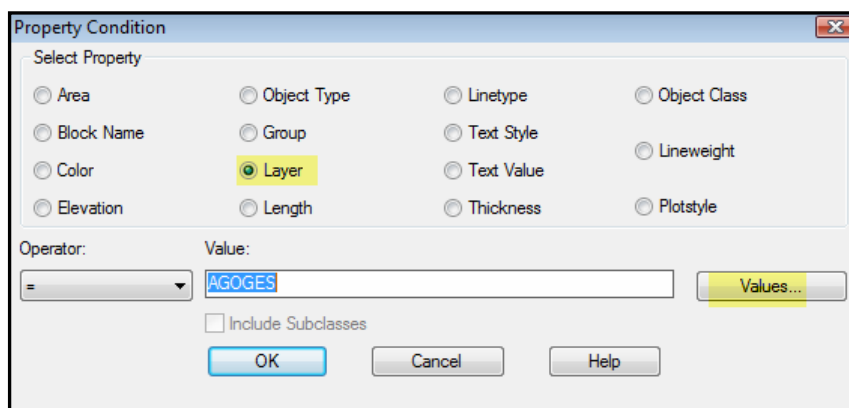 Property Condition
Select Property
Area Object Type Linetype Object Class
Block Name Group Text Style
Lineweight
Color Layer Text Value
Elevation Length Thickness Plotstyle
Operator: Value:
= AGOGES Values...
Include Subclasses
OK Cancel Help